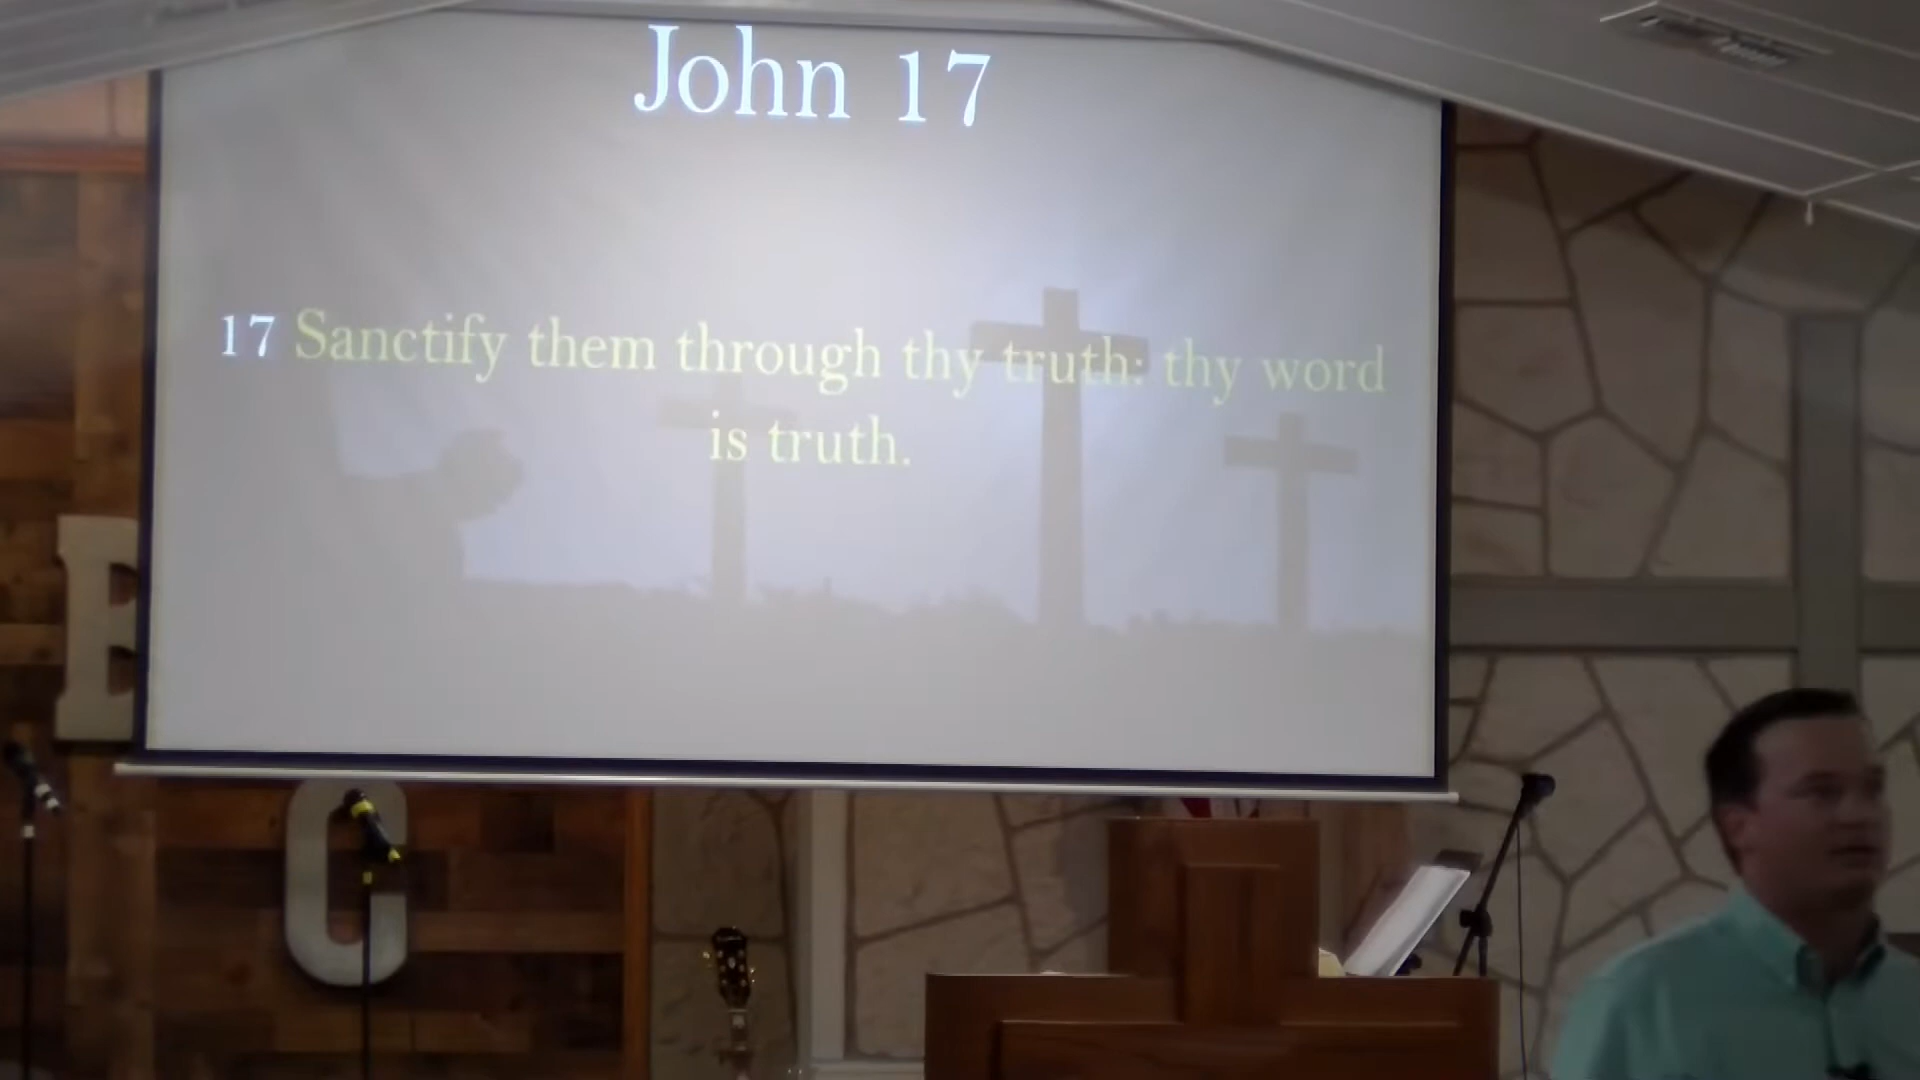 John 17
17 Sanctify them through thy truth: thy word
is truth.
E
G